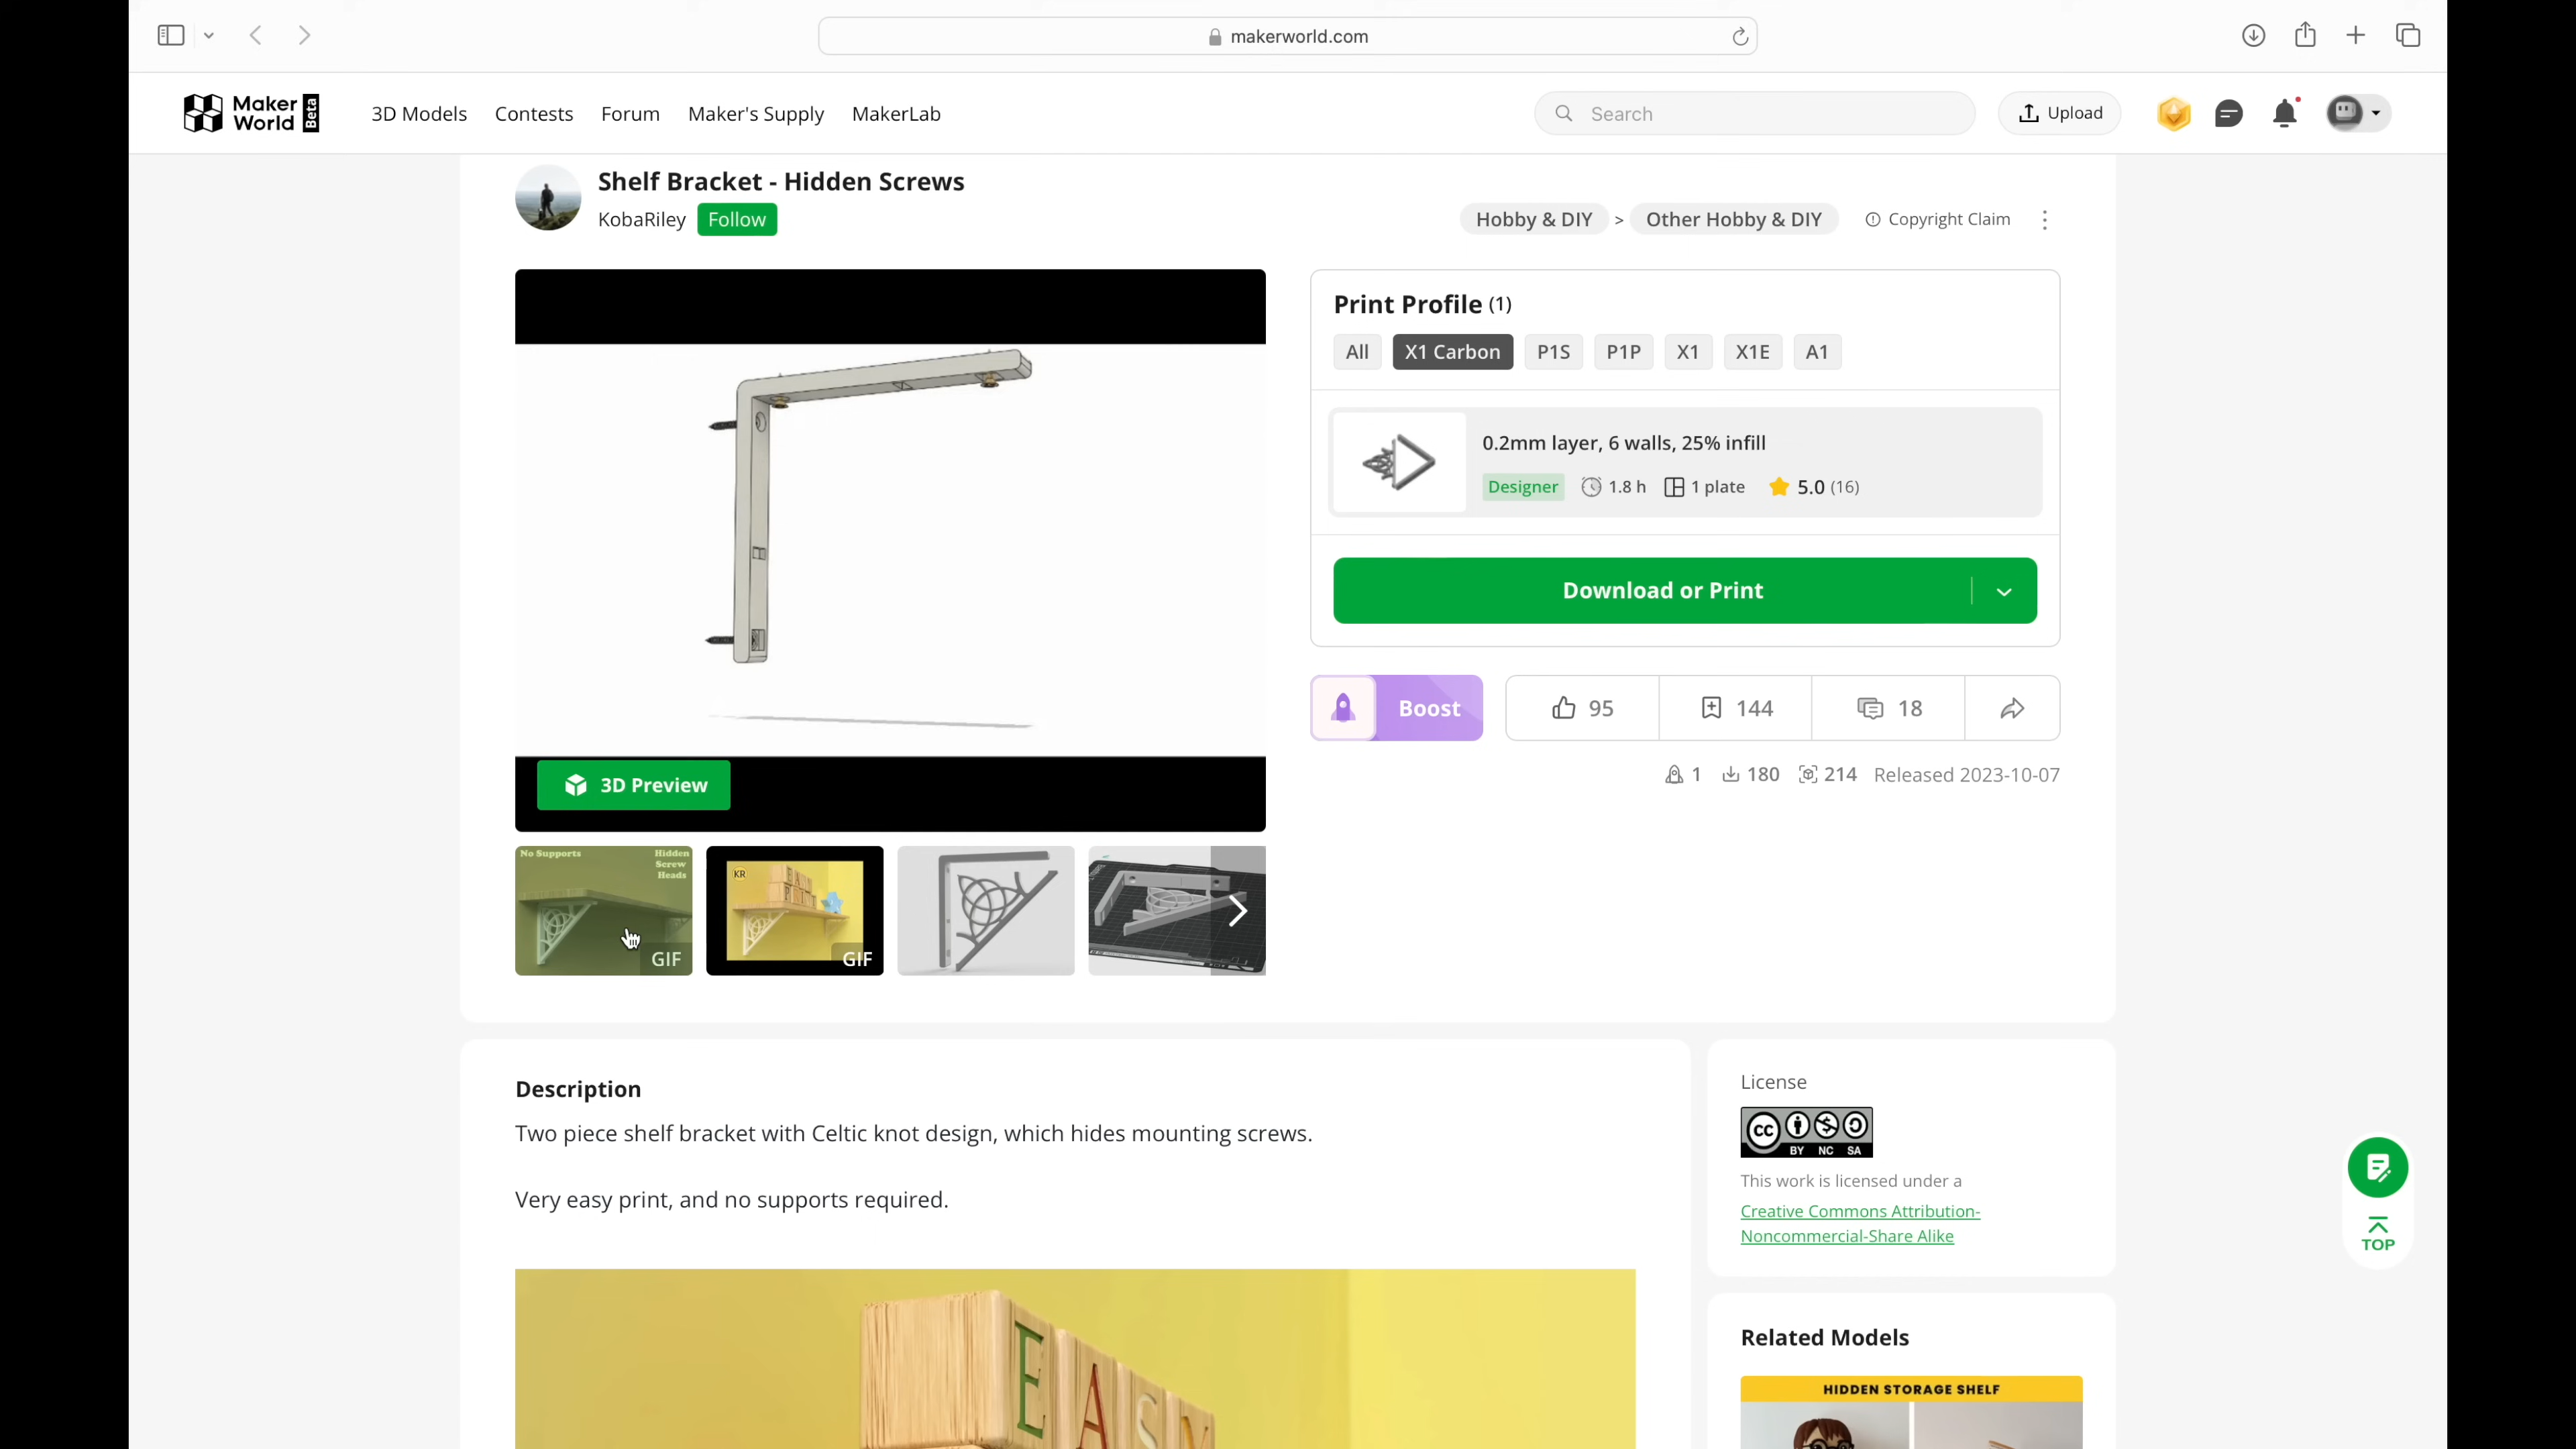 makerworld.com
Maker World Beta
3D Models
Contests
Forum
Maker's Supply
MakerLab
Search
Upload
Shelf Bracket - Hidden Screws
KobaRiley
Follow
Hobby & DIY > Other Hobby & DIY
Copyright Claim
Print Profile (1)
All
X1 Carbon
P1S
P1P
X1
X1E
A1
0.2mm layer, 6 walls, 25% infill
Designer
1.8 h
1 plate
5.0 (16)
Download or Print
Boost
95
144
18
1
180
214
Released 2023-10-07
3D Preview
No Supports
Hidden
Screw
Heads
GIF
KR
GIF
Description
Two piece shelf bracket with Celtic knot design, which hides mounting screws.
Very easy print, and no supports required.
EASY
License
CC
BY NC SA
This work is licensed under a
Creative Commons Attribution-
Noncommercial-Share Alike
TOP
Related Models
HIDDEN STORAGE SHELF